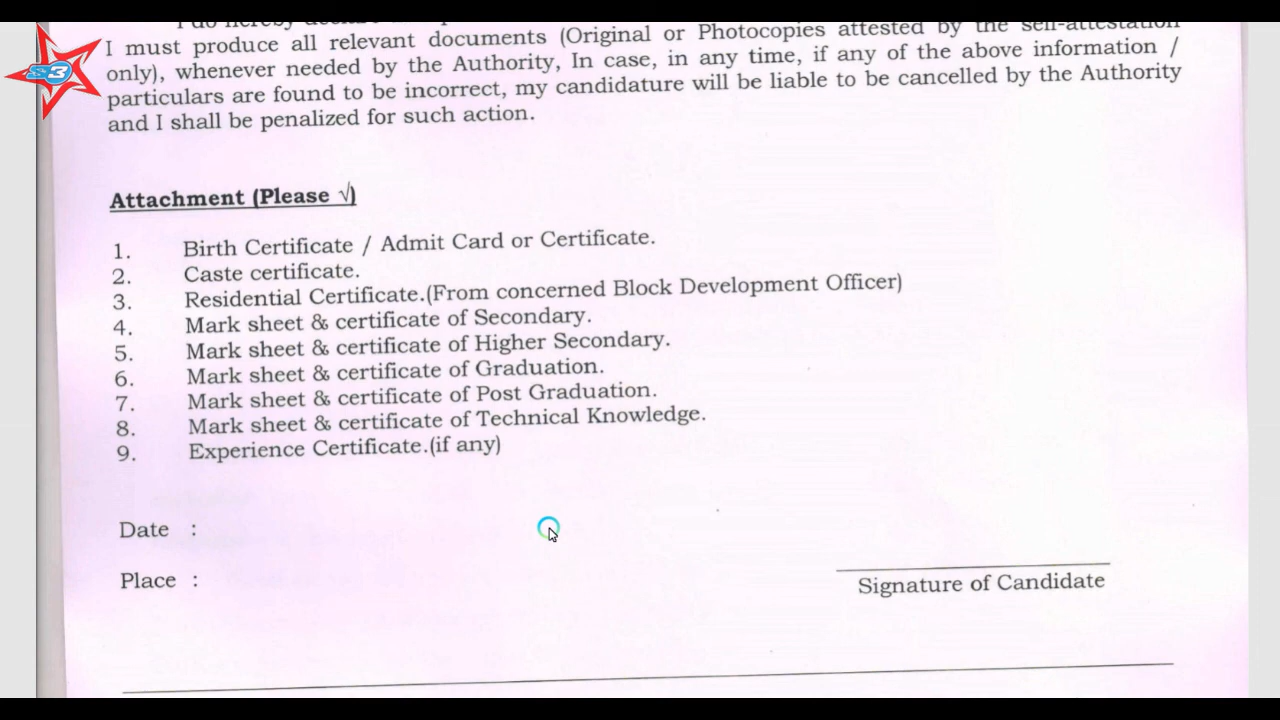 I do hereby
I must produce all relevant documents (Original or Photocopies attested by the self-attestation
only), whenever needed by the Authority, In case, in any time, if any of the above information /
particulars are found to be incorrect, my candidature will be liable to be cancelled by the Authority
and I shall be penalized for such action.
S3
Attachment (Please √)
1. Birth Certificate / Admit Card or Certificate.
2. Caste certificate.
3. Residential Certificate.(From concerned Block Development Officer)
4. Mark sheet & certificate of Secondary.
5. Mark sheet & certificate of Higher Secondary.
6. Mark sheet & certificate of Graduation.
7. Mark sheet & certificate of Post Graduation.
8. Mark sheet & certificate of Technical Knowledge.
9. Experience Certificate.(if any)
Date :
Place :
Signature of Candidate